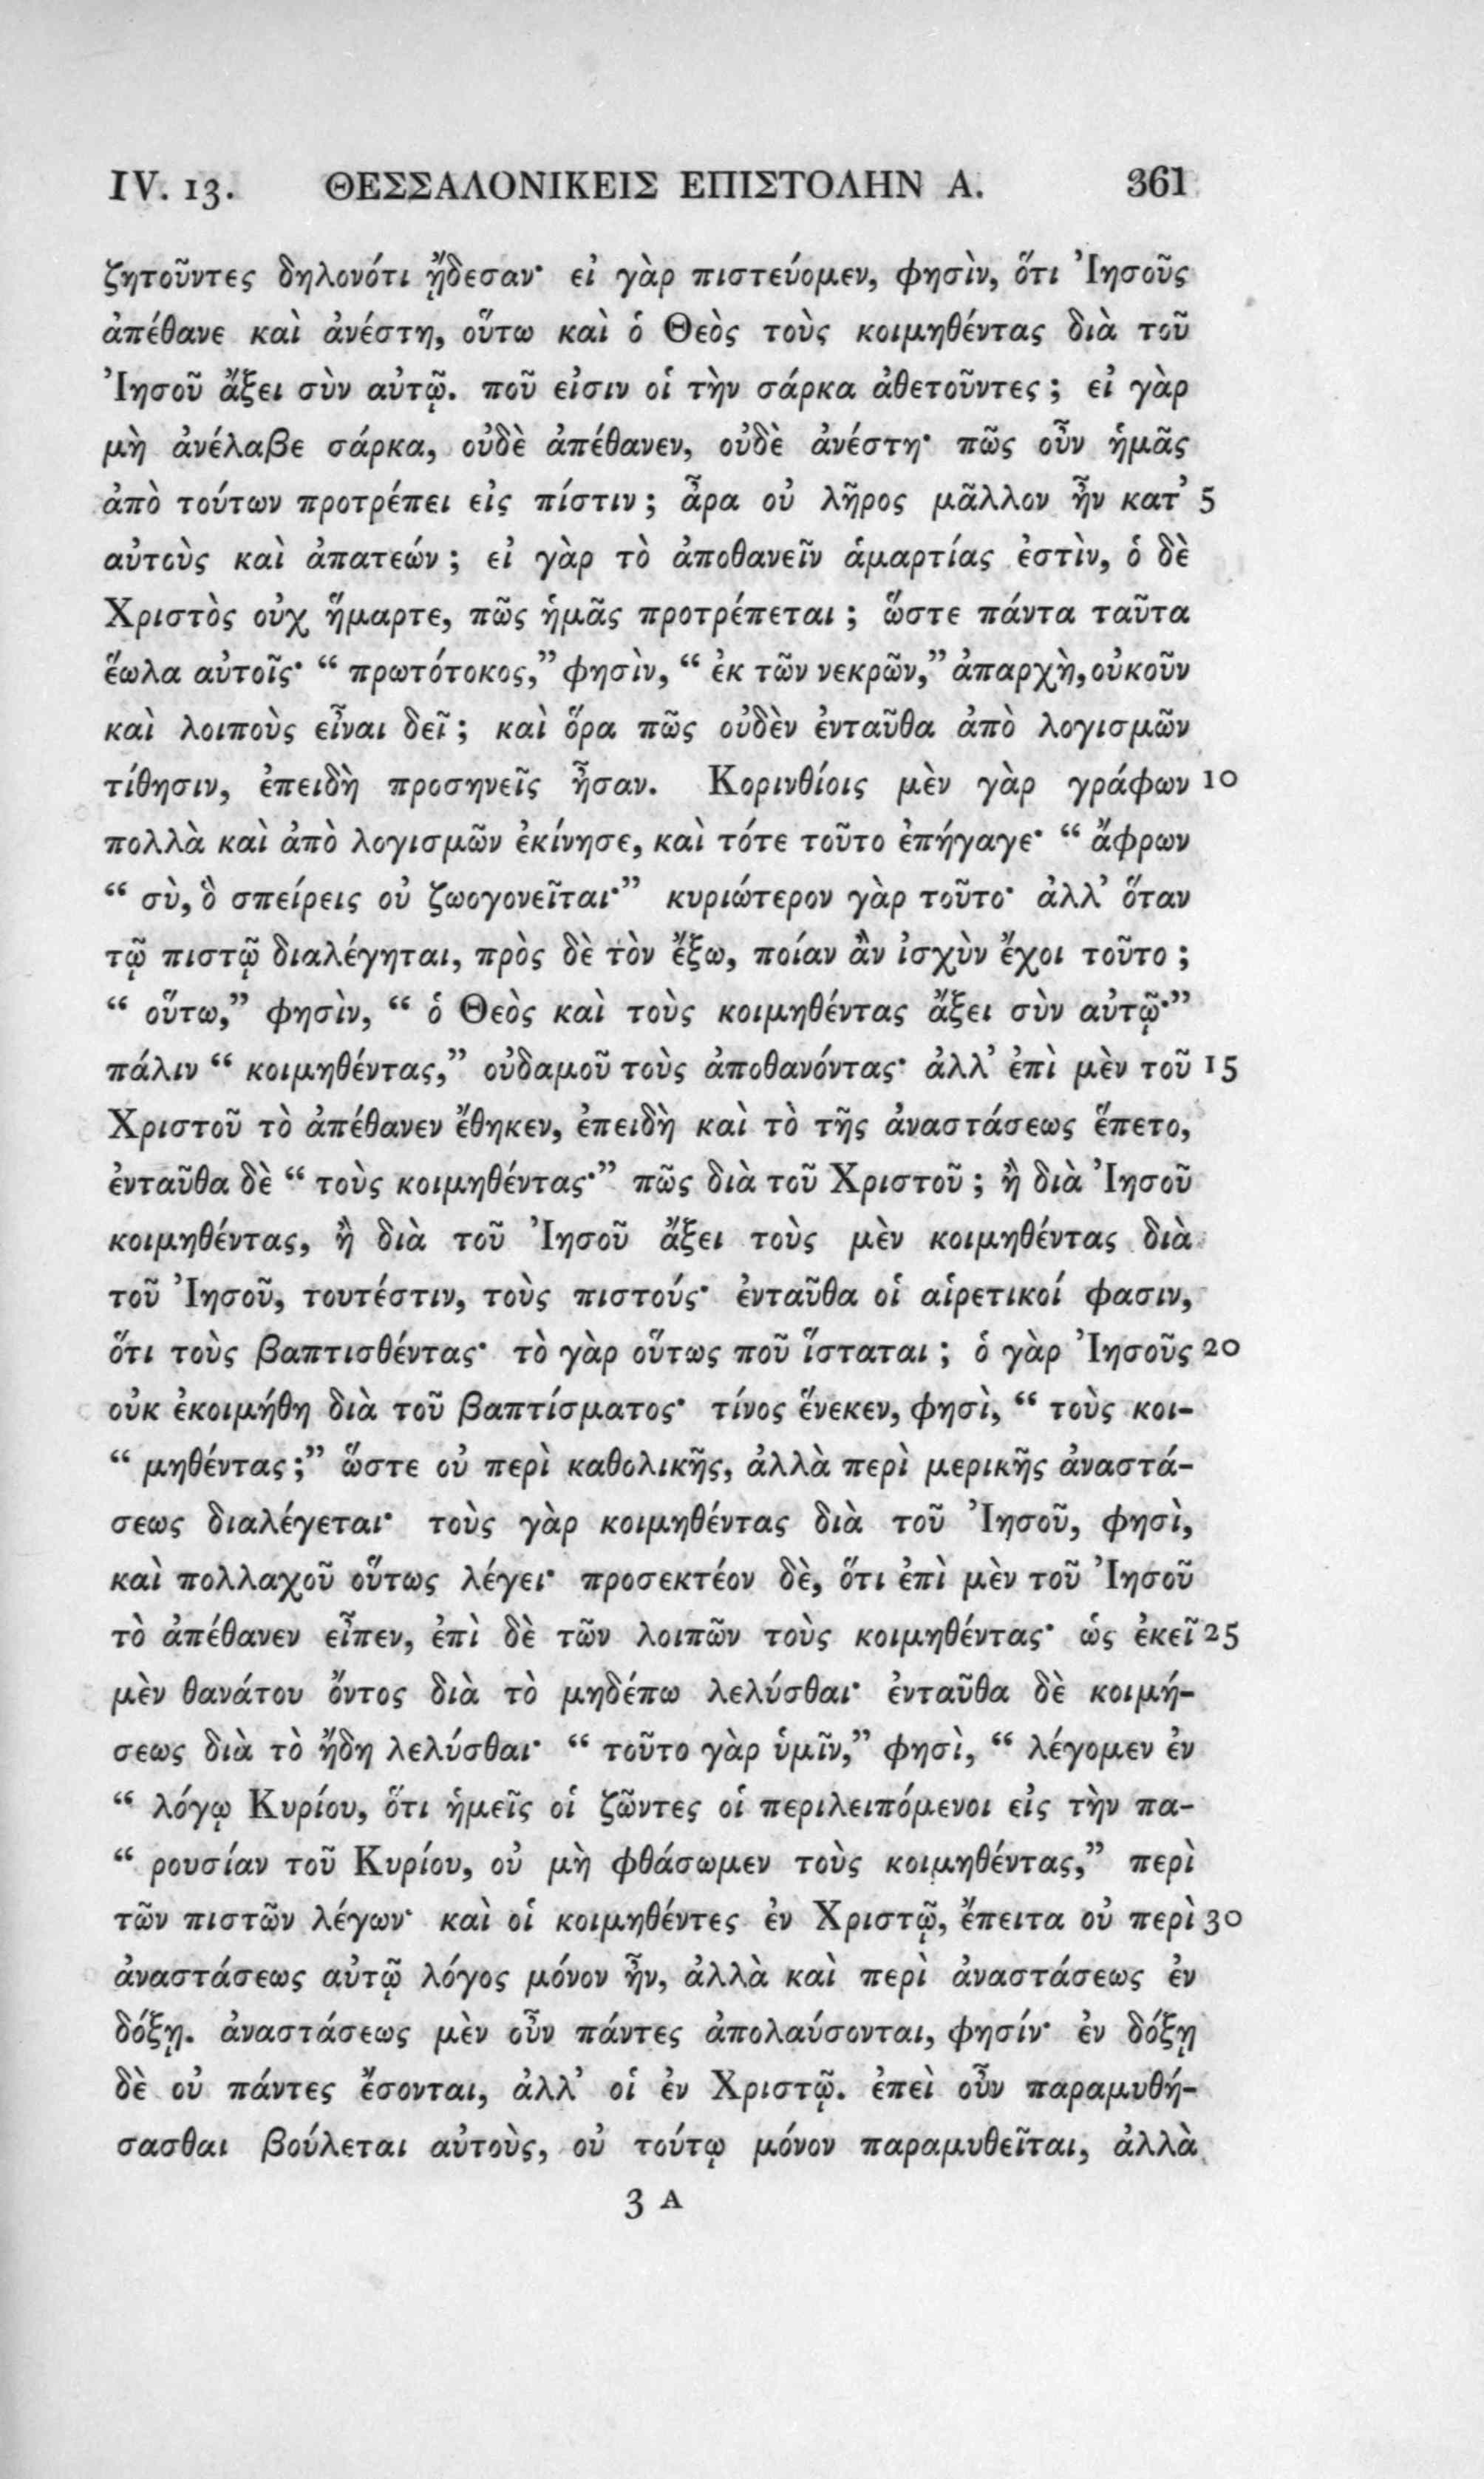 IV. 13. ΘΕΣΣΑΛΟΝΙΚΕΙΣ ΕΠΙΣΤΟΛΗΝ Α. 361
ζητοῦντες δηλονότι ᾔδεσαν· εἰ γὰρ πιστεύομεν, φησὶν, ὅτι Ἰησοῦς
ἀπέθανε καὶ ἀνέστη, οὕτω καὶ ὁ Θεὸς τοὺς κοιμηθέντας διὰ τοῦ
Ἰησοῦ ἄξει σὺν αὐτῷ. ποῦ εἰσιν οἱ τὴν σάρκα ἀθετοῦντες; εἰ γὰρ
μὴ ἀνέλαβε σάρκα, οὐδὲ ἀπέθανεν, οὐδὲ ἀνέστη· πῶς οὖν ἡμᾶς
ἀπὸ τούτων προτρέπει εἰς πίστιν; ἆρα οὐ λῆρος μᾶλλον ἦν κατ’ 5
αὐτοὺς καὶ ἀπατεών; εἰ γὰρ τὸ ἀποθανεῖν ἁμαρτίας ἐστὶν, ὁ δὲ
Χριστὸς οὐχ ἥμαρτε, πῶς ἡμᾶς προτρέπεται; ὥστε πάντα ταῦτα
ἕωλα αὐτοῖς· “ πρωτότοκος,” φησὶν, “ ἐκ τῶν νεκρῶν,” ἀπαρχὴ, οὐκοῦν
καὶ λοιποὺς εἶναι δεῖ; καὶ ὅρα πῶς οὐδὲν ἐνταῦθα ἀπὸ λογισμῶν
τίθησιν, ἐπειδὴ προσηνεῖς ἦσαν. Κορινθίοις μὲν γὰρ γράφων 10
πολλὰ καὶ ἀπὸ λογισμῶν ἐκίνησε, καὶ τότε τοῦτο ἐπήγαγε· “ ἄφρων
“ σὺ, ὃ σπείρεις οὐ ζωογονεῖται·” κυριώτερον γὰρ τοῦτο· ἀλλ’ ὅταν
τῷ πιστῷ διαλέγηται, πρὸς δὲ τὸν ἔξω, ποίαν ἂν ἰσχὺν ἔχοι τοῦτο;
“ οὕτω,” φησὶν, “ ὁ Θεὸς καὶ τοὺς κοιμηθέντας ἄξει σὺν αὐτῷ·”
πάλιν “ κοιμηθέντας,” οὐδαμοῦ τοὺς ἀποθανόντας· ἀλλ’ ἐπὶ μὲν τοῦ 15
Χριστοῦ τὸ ἀπέθανεν ἔθηκεν, ἐπειδὴ καὶ τὸ τῆς ἀναστάσεως ἕπετο,
ἐνταῦθα δὲ “ τοὺς κοιμηθέντας·” πῶς διὰ τοῦ Χριστοῦ; ἢ διὰ Ἰησοῦ
κοιμηθέντας, ἢ διὰ τοῦ Ἰησοῦ ἄξει τοὺς μὲν κοιμηθέντας διὰ
τοῦ Ἰησοῦ, τουτέστιν, τοὺς πιστούς· ἐνταῦθα οἱ αἱρετικοί φασιν,
ὅτι τοὺς βαπτισθέντας· τὸ γὰρ οὕτως ποῦ ἵσταται; ὁ γὰρ Ἰησοῦς 20
οὐκ ἐκοιμήθη διὰ τοῦ βαπτίσματος· τίνος ἕνεκεν, φησὶ, “ τοὺς κοι-
“ μηθέντας;” ὥστε οὐ περὶ καθολικῆς, ἀλλὰ περὶ μερικῆς ἀναστά-
σεως διαλέγεται· τοὺς γὰρ κοιμηθέντας διὰ τοῦ Ἰησοῦ, φησὶ,
καὶ πολλαχοῦ οὕτως λέγει· προσεκτέον δὲ, ὅτι ἐπὶ μὲν τοῦ Ἰησοῦ
τὸ ἀπέθανεν εἶπεν, ἐπὶ δὲ τῶν λοιπῶν τοὺς κοιμηθέντας· ὡς ἐκεῖ 25
μὲν θανάτου ὄντος διὰ τὸ μηδέπω λελύσθαι· ἐνταῦθα δὲ κοιμή-
σεως διὰ τὸ ἤδη λελύσθαι· “ τοῦτο γὰρ ὑμῖν,” φησὶ, “ λέγομεν ἐν
“ λόγῳ Κυρίου, ὅτι ἡμεῖς οἱ ζῶντες οἱ περιλειπόμενοι εἰς τὴν πα-
“ ρουσίαν τοῦ Κυρίου, οὐ μὴ φθάσωμεν τοὺς κοιμηθέντας,” περὶ
τῶν πιστῶν λέγων· καὶ οἱ κοιμηθέντες ἐν Χριστῷ, ἔπειτα οὐ περὶ 30
ἀναστάσεως αὐτῷ λόγος μόνον ἦν, ἀλλὰ καὶ περὶ ἀναστάσεως ἐν
δόξῃ. ἀναστάσεως μὲν οὖν πάντες ἀπολαύσονται, φησίν· ἐν δόξῃ
δὲ οὐ πάντες ἔσονται, ἀλλ’ οἱ ἐν Χριστῷ. ἐπεὶ οὖν παραμυθή-
σασθαι βούλεται αὐτοὺς, οὐ τούτῳ μόνον παραμυθεῖται, ἀλλὰ
3 A